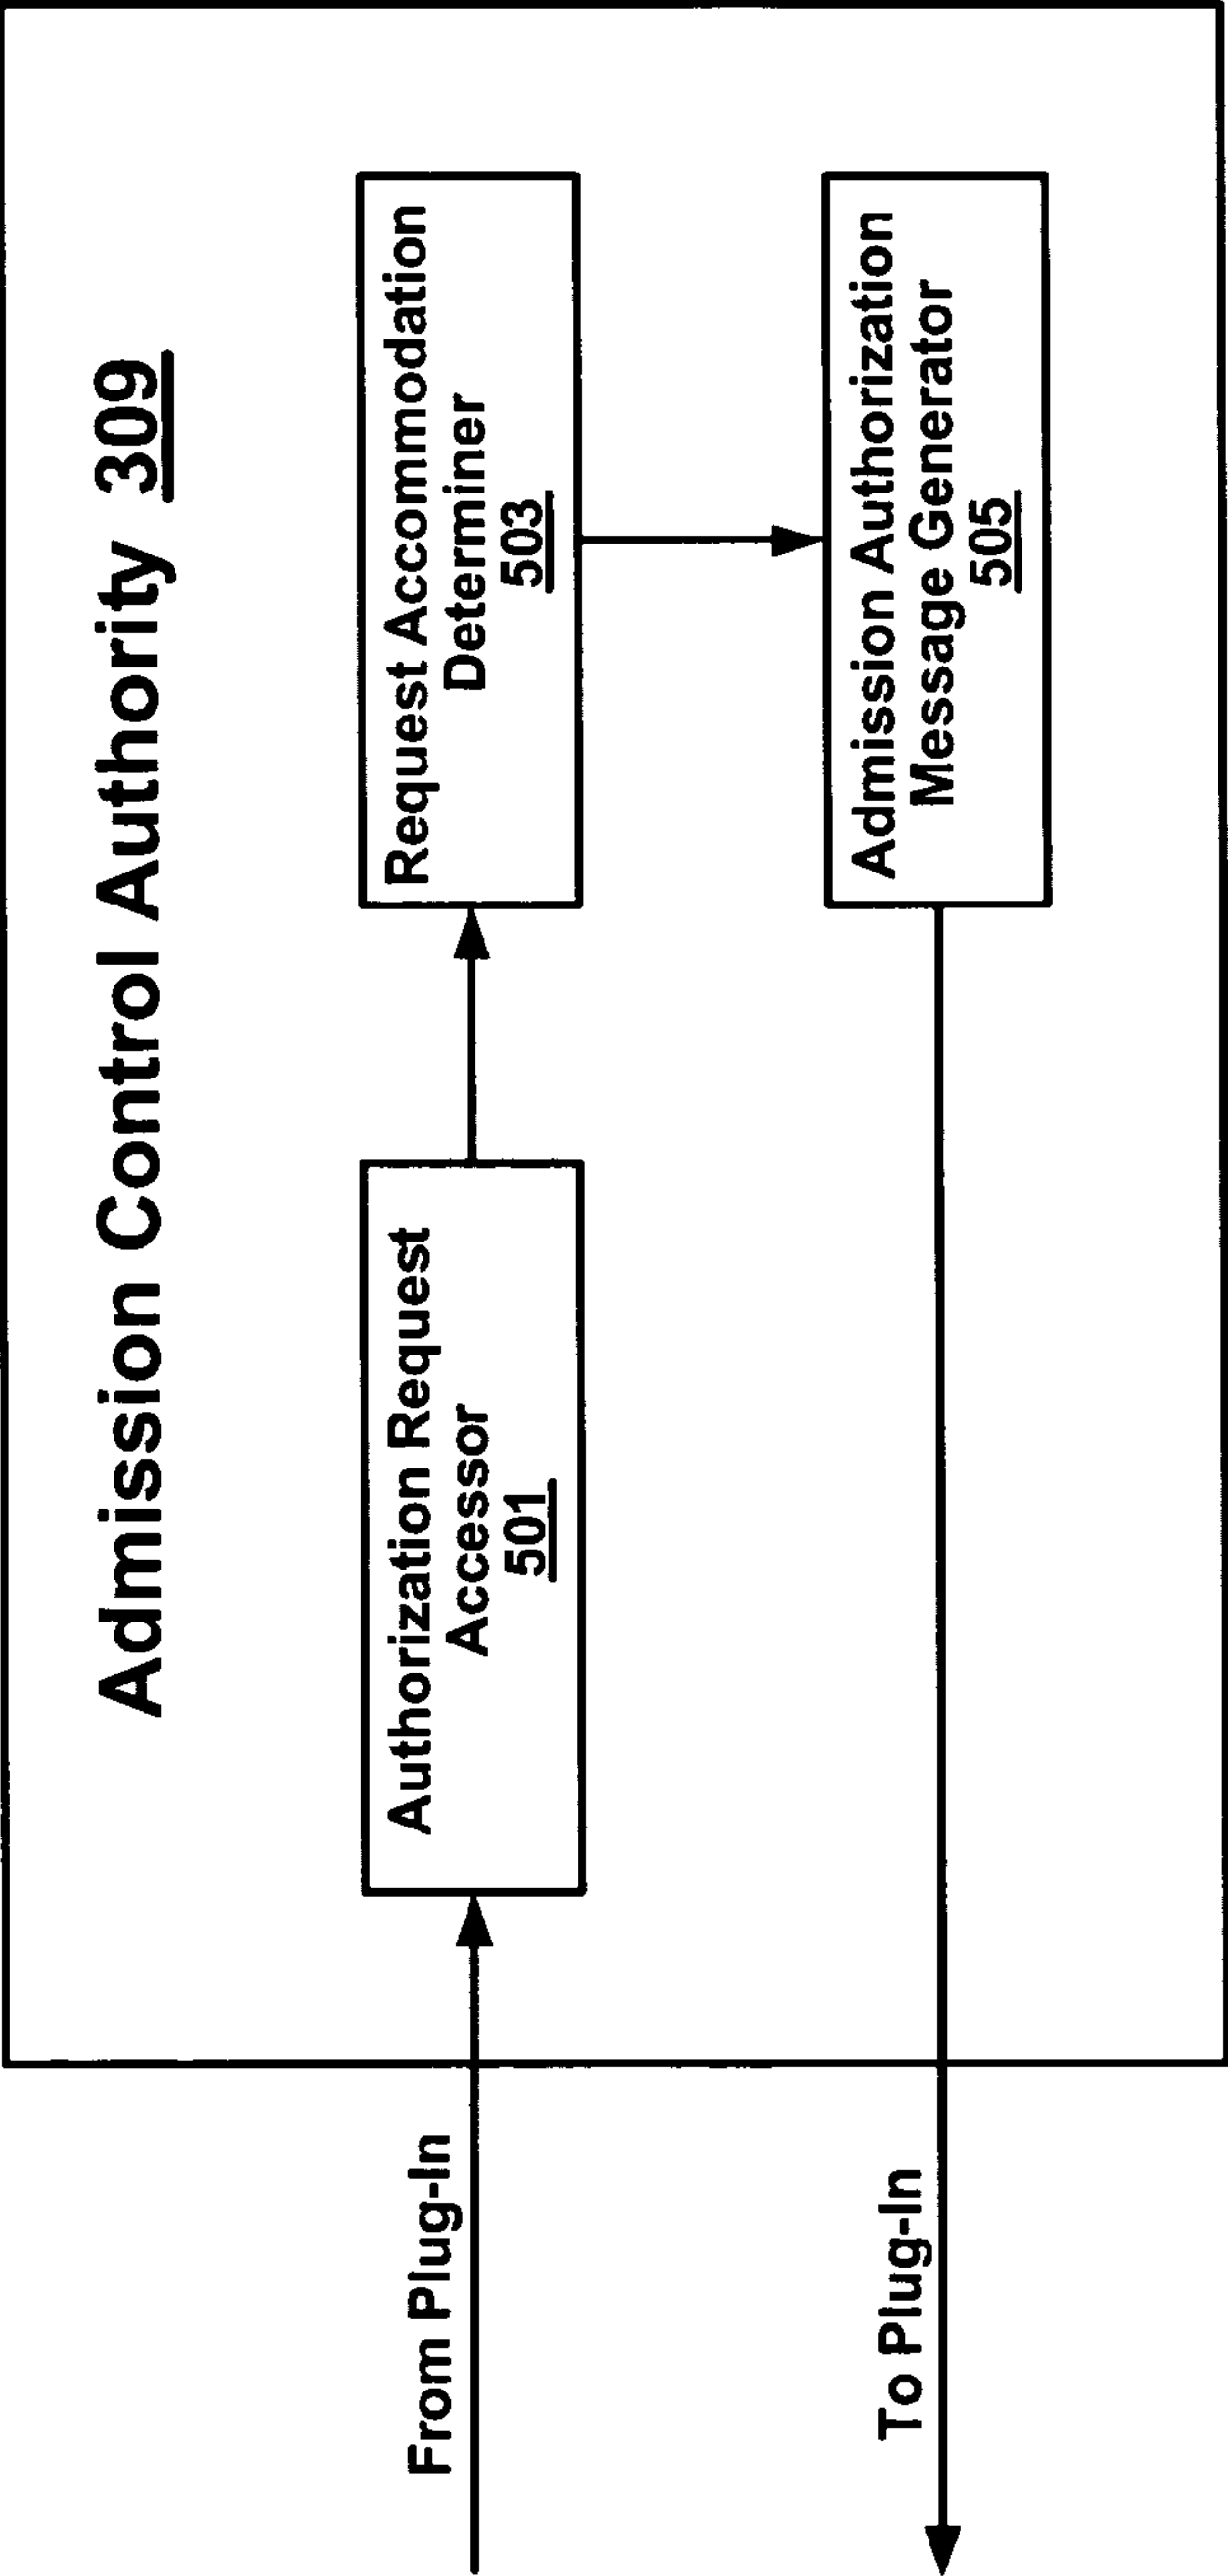 Admission Control Authority 309
From Plug-In
Authorization Request
Accessor
501
Request Accommodation
Determiner
503
To Plug-In
Admission Authorization
Message Generator
505